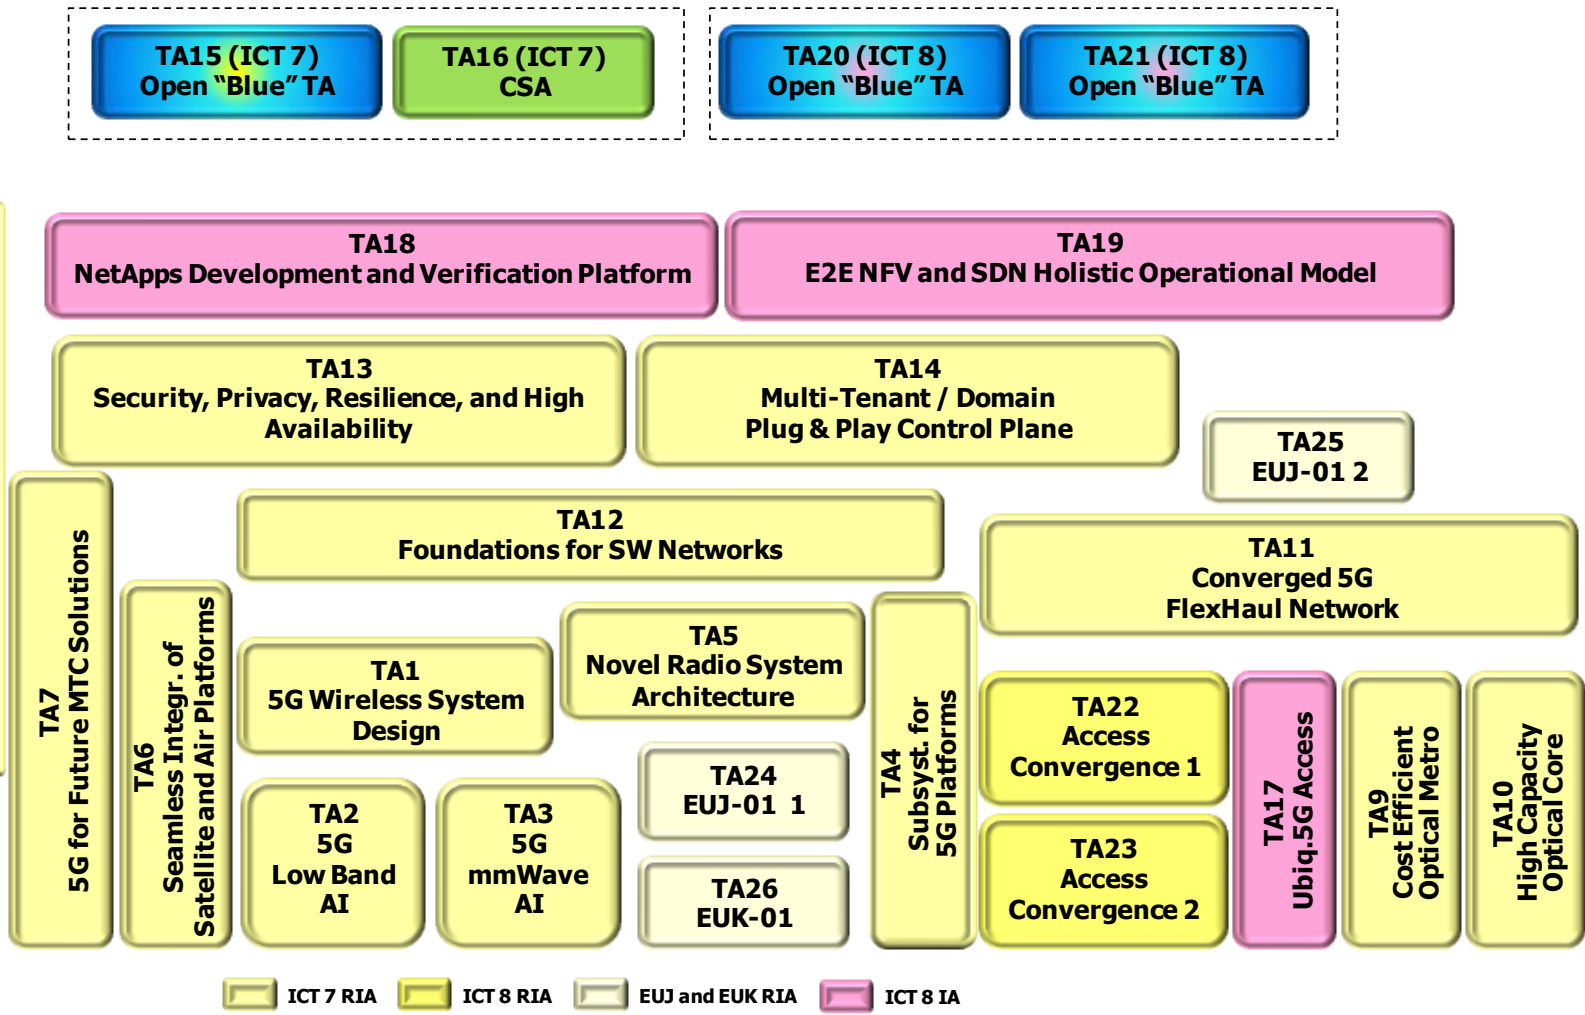 TA15 (ICT 7)
Open “Blue” TA
TA16 (ICT 7)
CSA
TA20 (ICT 8)
Open “Blue” TA
TA21 (ICT 8)
Open “Blue” TA
TA18
NetApps Development and Verification Platform
TA19
E2E NFV and SDN Holistic Operational Model
TA13
Security, Privacy, Resilience, and High
Availability
TA14
Multi-Tenant / Domain
Plug & Play Control Plane
TA25
EUJ-01 2
TA7
5G for Future MTC Solutions
TA12
Foundations for SW Networks
TA11
Converged 5G
FlexHaul Network
TA6
Seamless Integr. of
Satellite and Air Platforms
TA1
5G Wireless System
Design
TA5
Novel Radio System
Architecture
TA4
Subsyst. for
5G Platforms
TA22
Access
Convergence 1
TA17
Ubiq.5G Access
TA9
Cost Efficient
Optical Metro
TA10
High Capacity
Optical Core
TA2
5G
Low Band
AI
TA3
5G
mmWave
AI
TA24
EUJ-01 1
TA26
EUK-01
TA23
Access
Convergence 2
ICT 7 RIA
ICT 8 RIA
EUJ and EUK RIA
ICT 8 IA